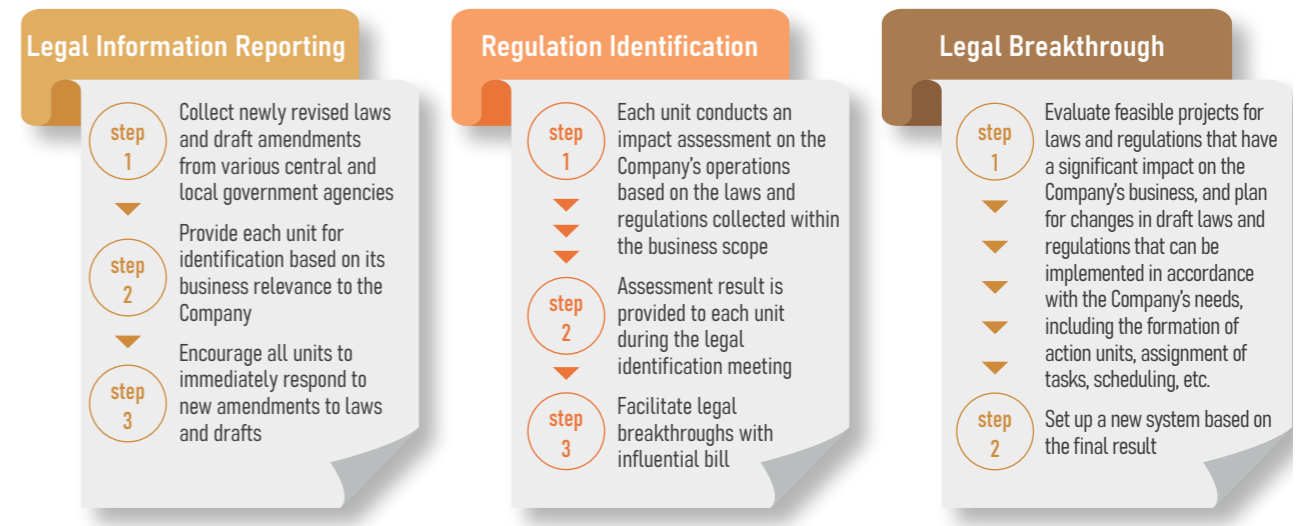 Legal Information Reporting
step
1
Collect newly revised laws
and draft amendments
from various central and
local government agencies
step
2
Provide each unit for
identification based on its
business relevance to the
Company
step
3
Encourage all units to
immediately respond to
new amendments to laws
and drafts
Regulation Identification
step
1
Each unit conducts an
impact assessment on the
Company's operations
based on the laws and
regulations collected within
the business scope
step
2
Assessment result is
provided to each unit
during the legal
identification meeting
step
3
Facilitate legal
breakthroughs with
influential bill
Legal Breakthrough
step
1
Evaluate feasible projects for
laws and regulations that have
a significant impact on the
Company's business, and plan
for changes in draft laws and
regulations that can be
implemented in accordance
with the Company's needs,
including the formation of
action units, assignment of
tasks, scheduling, etc.
step
2
Set up a new system based on
the final result